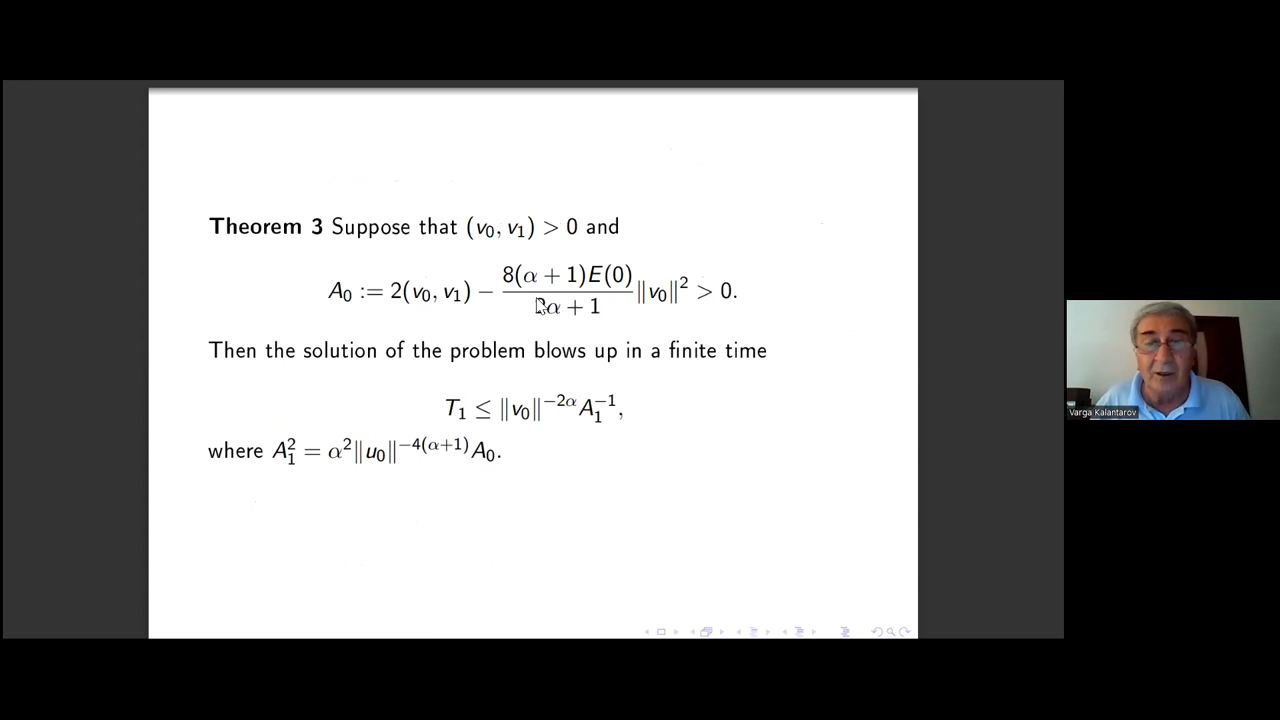 Theorem 3 Suppose that (v₀, v₁) > 0 and
A₀ := 2(v₀, v₁) − 8(α + 1)E(0) / α + 1 ‖v₀‖² > 0.
Then the solution of the problem blows up in a finite time
T₁ ≤ ‖v₀‖^{−2α} A₁^{−1},
where A₁² = α²‖u₀‖^{−4(α+1)} A₀.
Varga Kalantarov